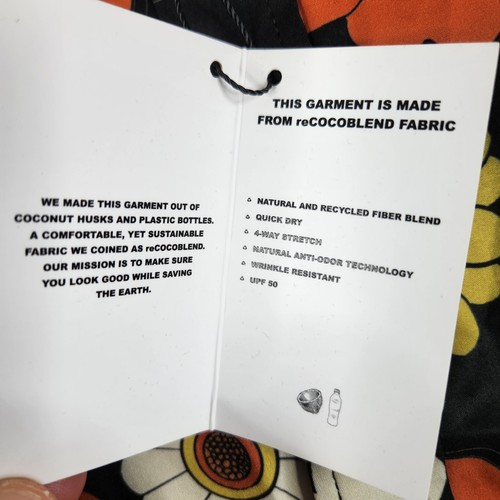 WE MADE THIS GARMENT OUT OF
COCONUT HUSKS AND PLASTIC BOTTLES.
A COMFORTABLE, YET SUSTAINABLE
FABRIC WE COINED AS reCOCOBLEND.
OUR MISSION IS TO MAKE SURE
YOU LOOK GOOD WHILE SAVING
THE EARTH.
THIS GARMENT IS MADE
FROM reCOCOBLEND FABRIC
NATURAL AND RECYCLED FIBER BLEND
QUICK DRY
4-WAY STRETCH
NATURAL ANTI-ODOR TECHNOLOGY
WRINKLE RESISTANT
UPF 50